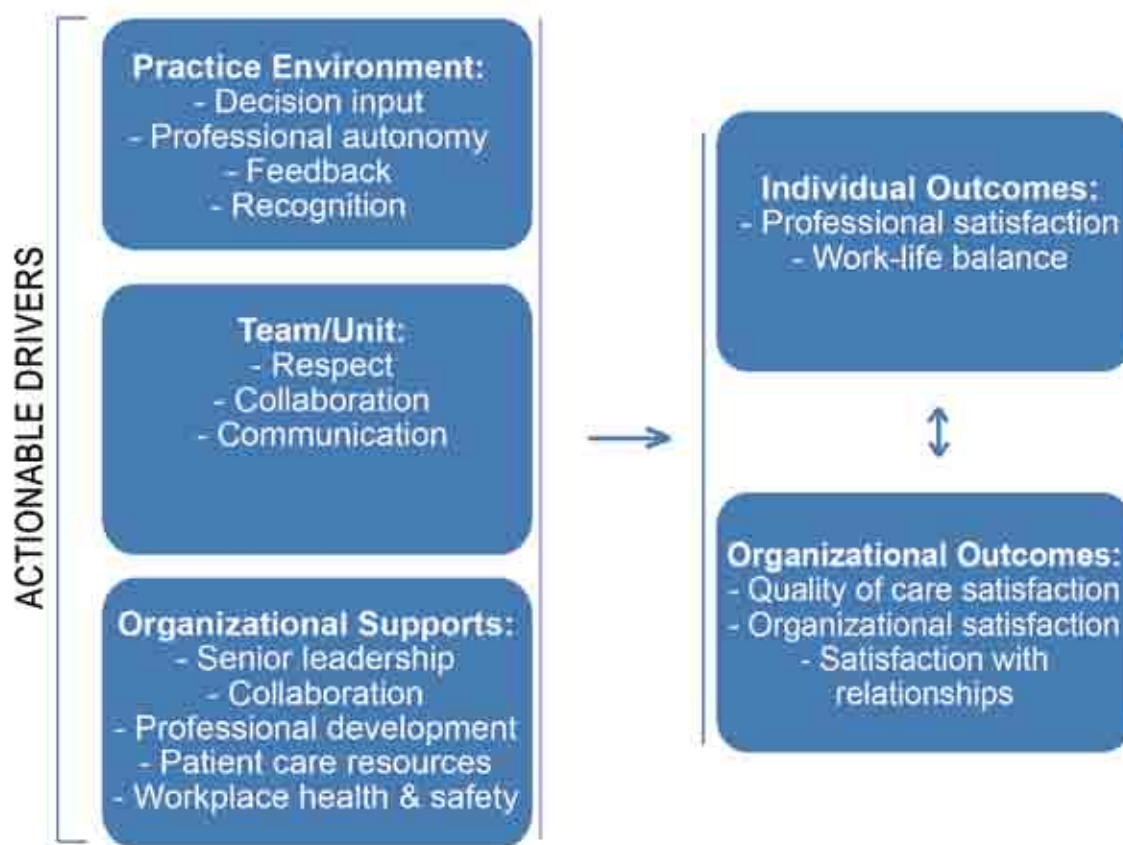 ACTIONABLE DRIVERS
Practice Environment:
- Decision input
- Professional autonomy
- Feedback
- Recognition
Team/Unit:
- Respect
- Collaboration
- Communication
Organizational Supports:
- Senior leadership
- Collaboration
- Professional development
- Patient care resources
- Workplace health & safety
Individual Outcomes:
- Professional satisfaction
- Work-life balance
Organizational Outcomes:
- Quality of care satisfaction
- Organizational satisfaction
- Satisfaction with
relationships